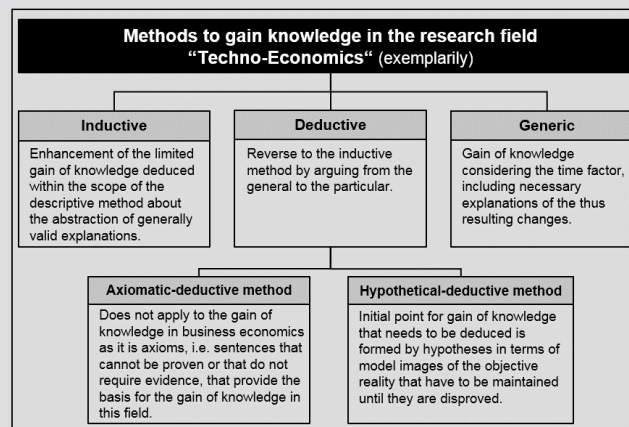 Methods to gain knowledge in the research field
“Techno-Economics“ (exemplarily)
Inductive
Enhancement of the limited
gain of knowledge deduced
within the scope of the
descriptive method about
the abstraction of generally
valid explanations.
Deductive
Reverse to the inductive
method by arguing from the
general to the particular.
Generic
Gain of knowledge
considering the time factor,
including necessary
explanations of the thus
resulting changes.
Axiomatic-deductive method
Does not apply to the gain of
knowledge in business economics
as it is axioms, i.e. sentences that
cannot be proven or that do not
require evidence, that provide the
basis for the gain of knowledge in
this field.
Hypothetical-deductive method
Initial point for gain of knowledge
that needs to be deduced is
formed by hypotheses in terms of
model images of the objective
reality that have to be maintained
until they are disproved.